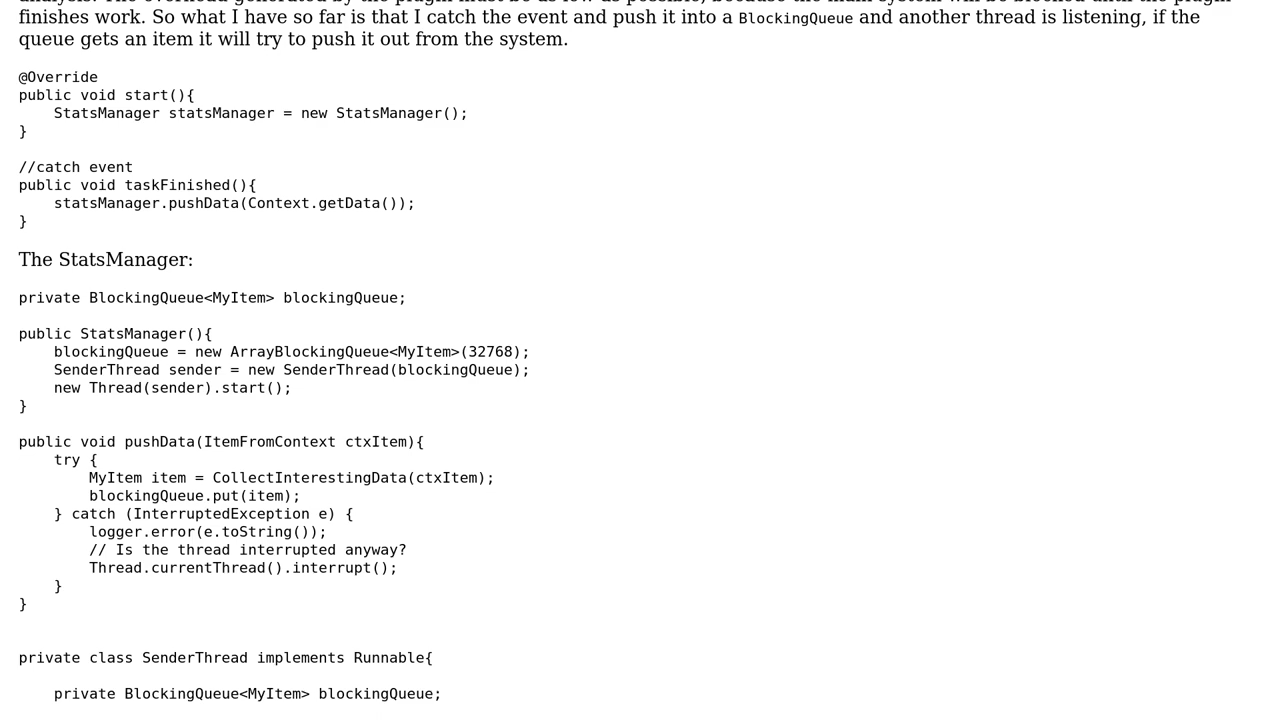 finishes work. So what I have so far is that I catch the event and push it into a BlockingQueue and another thread is listening, if the
queue gets an item it will try to push it out from the system.
@Override
public void start(){
    StatsManager statsManager = new StatsManager();
}
//catch event
public void taskFinished(){
    statsManager.pushData(Context.getData());
}
The StatsManager:
private BlockingQueue<MyItem> blockingQueue;
public StatsManager(){
    blockingQueue = new ArrayBlockingQueue<MyItem>(32768);
    SenderThread sender = new SenderThread(blockingQueue);
    new Thread(sender).start();
}
public void pushData(ItemFromContext ctxItem){
    try {
        MyItem item = CollectInterestingData(ctxItem);
        blockingQueue.put(item);
    } catch (InterruptedException e) {
        logger.error(e.toString());
        // Is the thread interrupted anyway?
        Thread.currentThread().interrupt();
    }
}
private class SenderThread implements Runnable{
    private BlockingQueue<MyItem> blockingQueue;